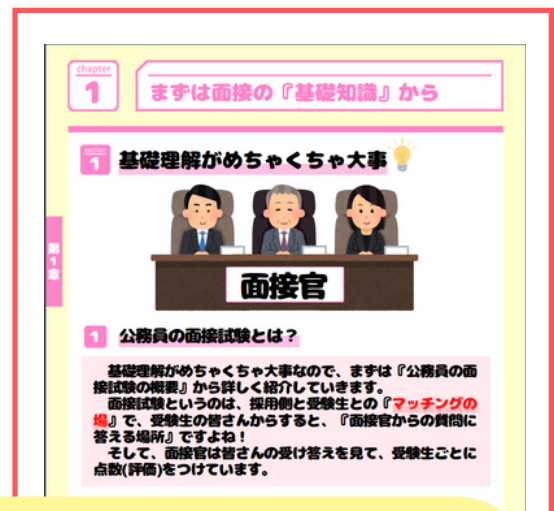 chapter
1
まずは面接の『基礎知識』から
section
1
基礎理解がめちゃくちゃ大事
第1章
面接官
1 公務員の面接試験とは？
基礎理解がめちゃくちゃ大事なので、まずは『公務員の面
接試験の概要』から詳しく紹介していきます。
面接試験というのは、採用側と受験生との『マッチングの
場』で、受験生の皆さんからすると、『面接官からの質問に
答える場所』ですよね！
そして、面接官は皆さんの受け答えを見て、受験生ごとに
点数(評価)をつけています。